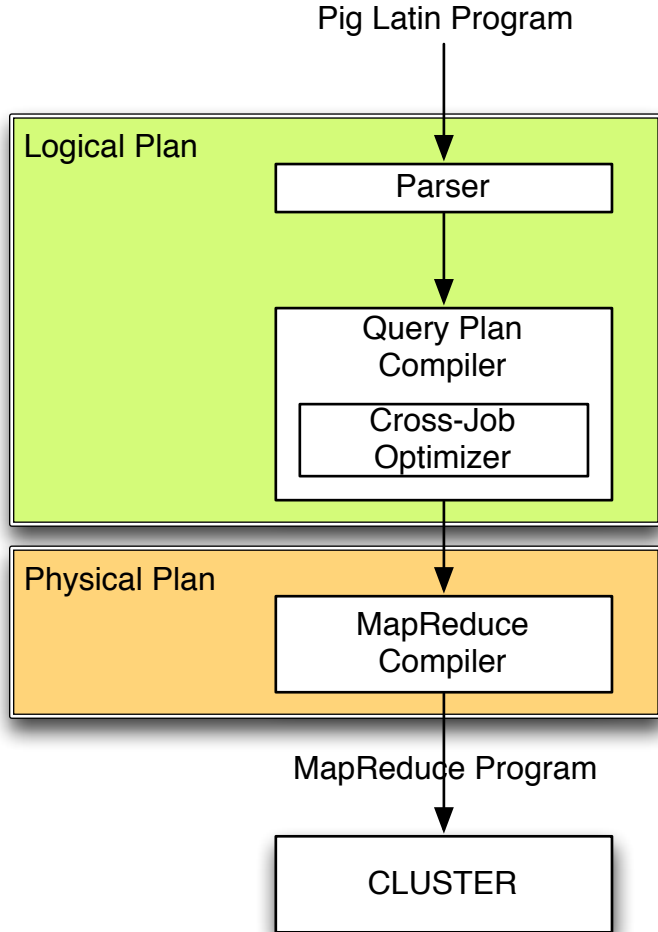 Pig Latin Program
Logical Plan
Parser
Query Plan
Compiler
Cross-Job
Optimizer
Physical Plan
MapReduce
Compiler
MapReduce Program
CLUSTER